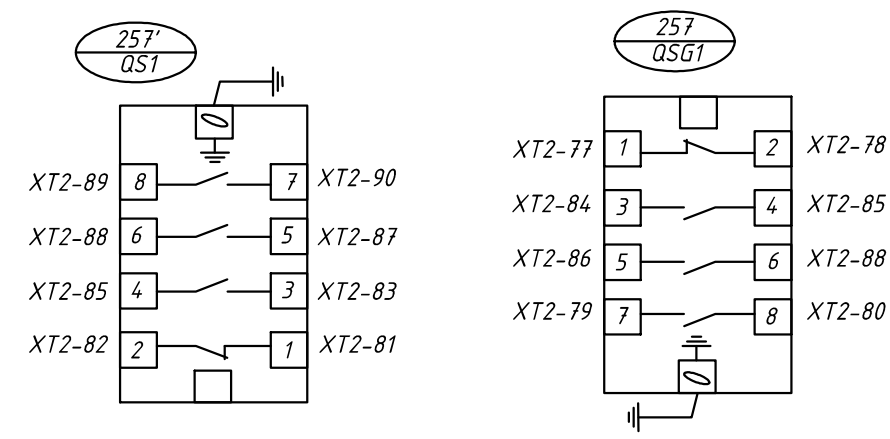 257'
QS1
XT2-89 8 7 XT2-90
XT2-88 6 5 XT2-87
XT2-85 4 3 XT2-83
XT2-82 2 1 XT2-81
257
QSG1
XT2-77 1 2 XT2-78
XT2-84 3 4 XT2-85
XT2-86 5 6 XT2-88
XT2-79 7 8 XT2-80